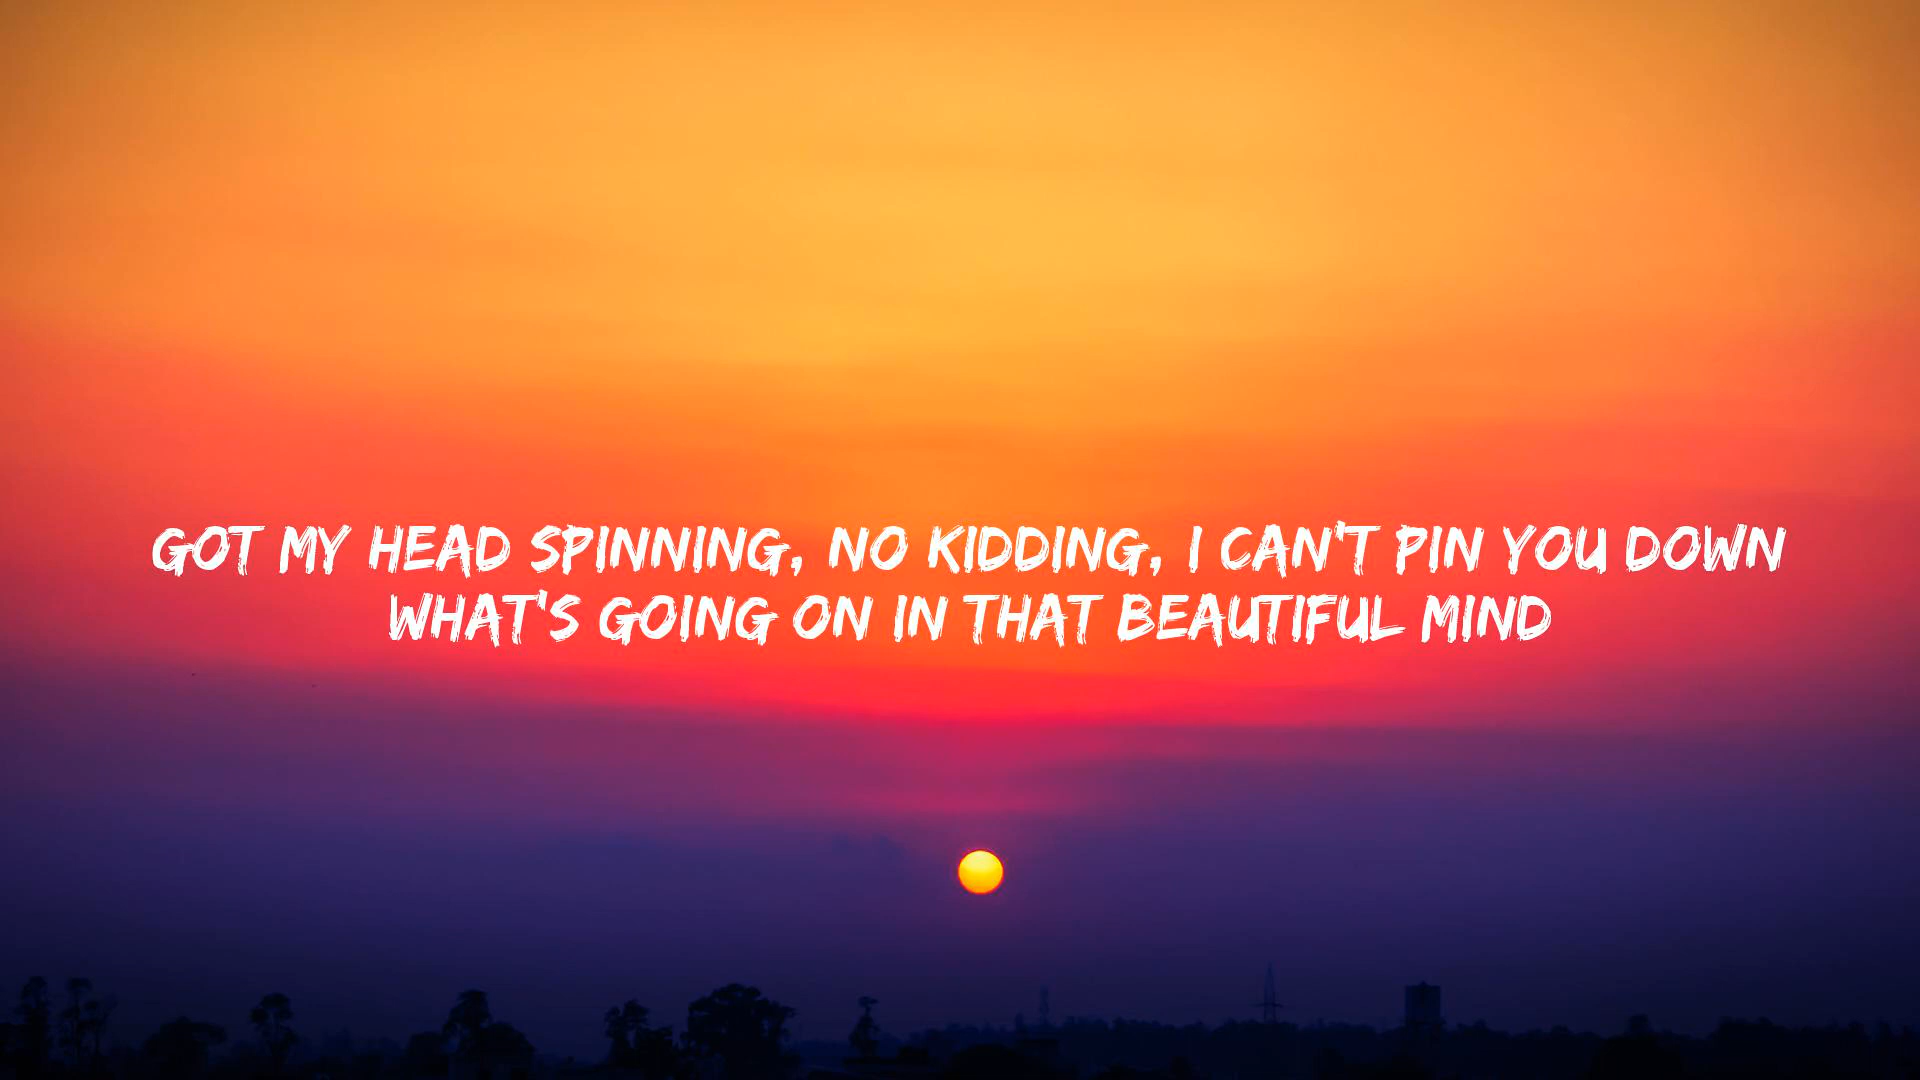 GOT MY HEAD SPINNING, NO KIDDING, I CAN'T PIN YOU DOWN
WHAT'S GOING ON IN THAT BEAUTIFUL MIND